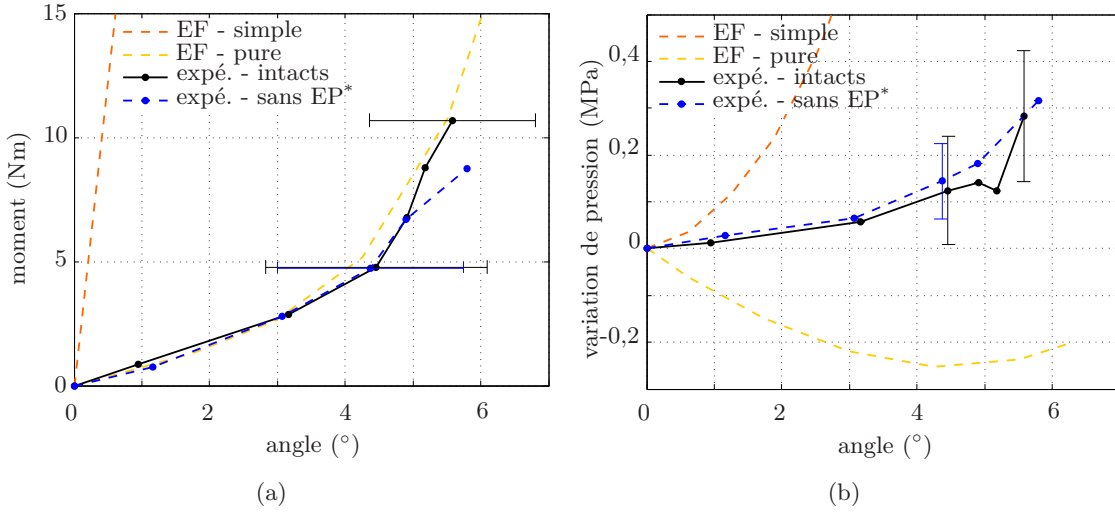 15
10
5
0
moment (Nm)
EF - simple
EF - pure
expé. - intacts
expé. - sans EP*
0 2 4 6
angle (°)
(a)
0,4
0,2
0
-0,2
variation de pression (MPa)
EF - simple
EF - pure
expé. - intacts
expé. - sans EP*
0 2 4 6
angle (°)
(b)